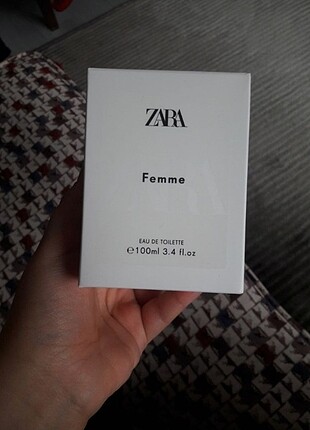 ZARA
Femme
EAU DE TOILETTE
℮100ml 3.4 fl.oz